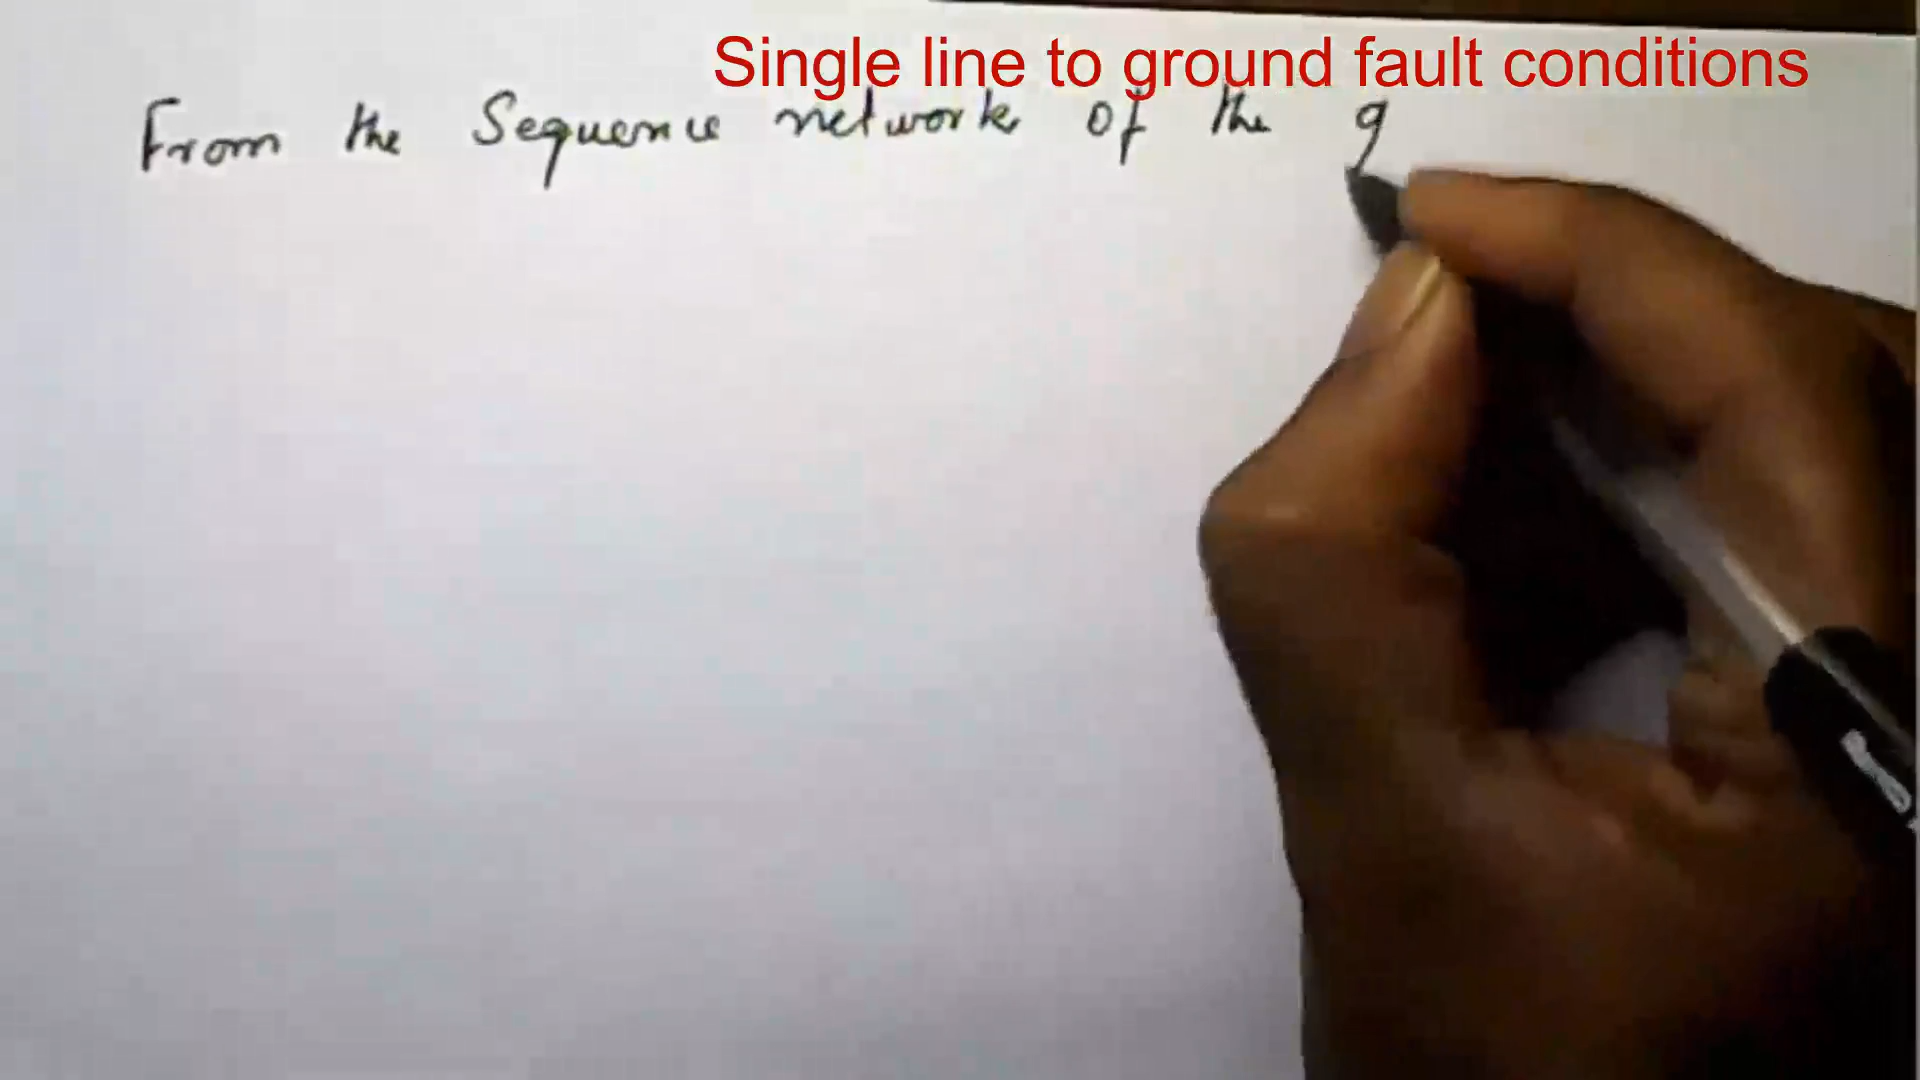 Single line to ground fault conditions
From the Sequence network of the g